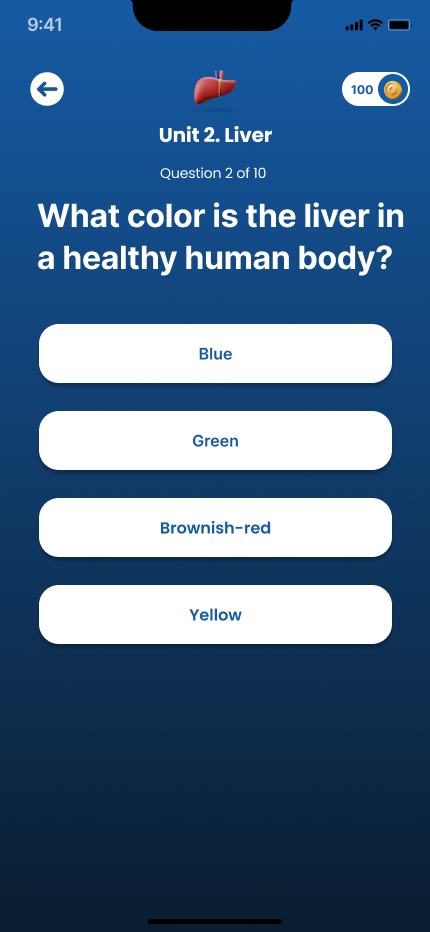 9:41
100
Unit 2. Liver
Question 2 of 10
What color is the liver in
a healthy human body?
Blue
Green
Brownish-red
Yellow